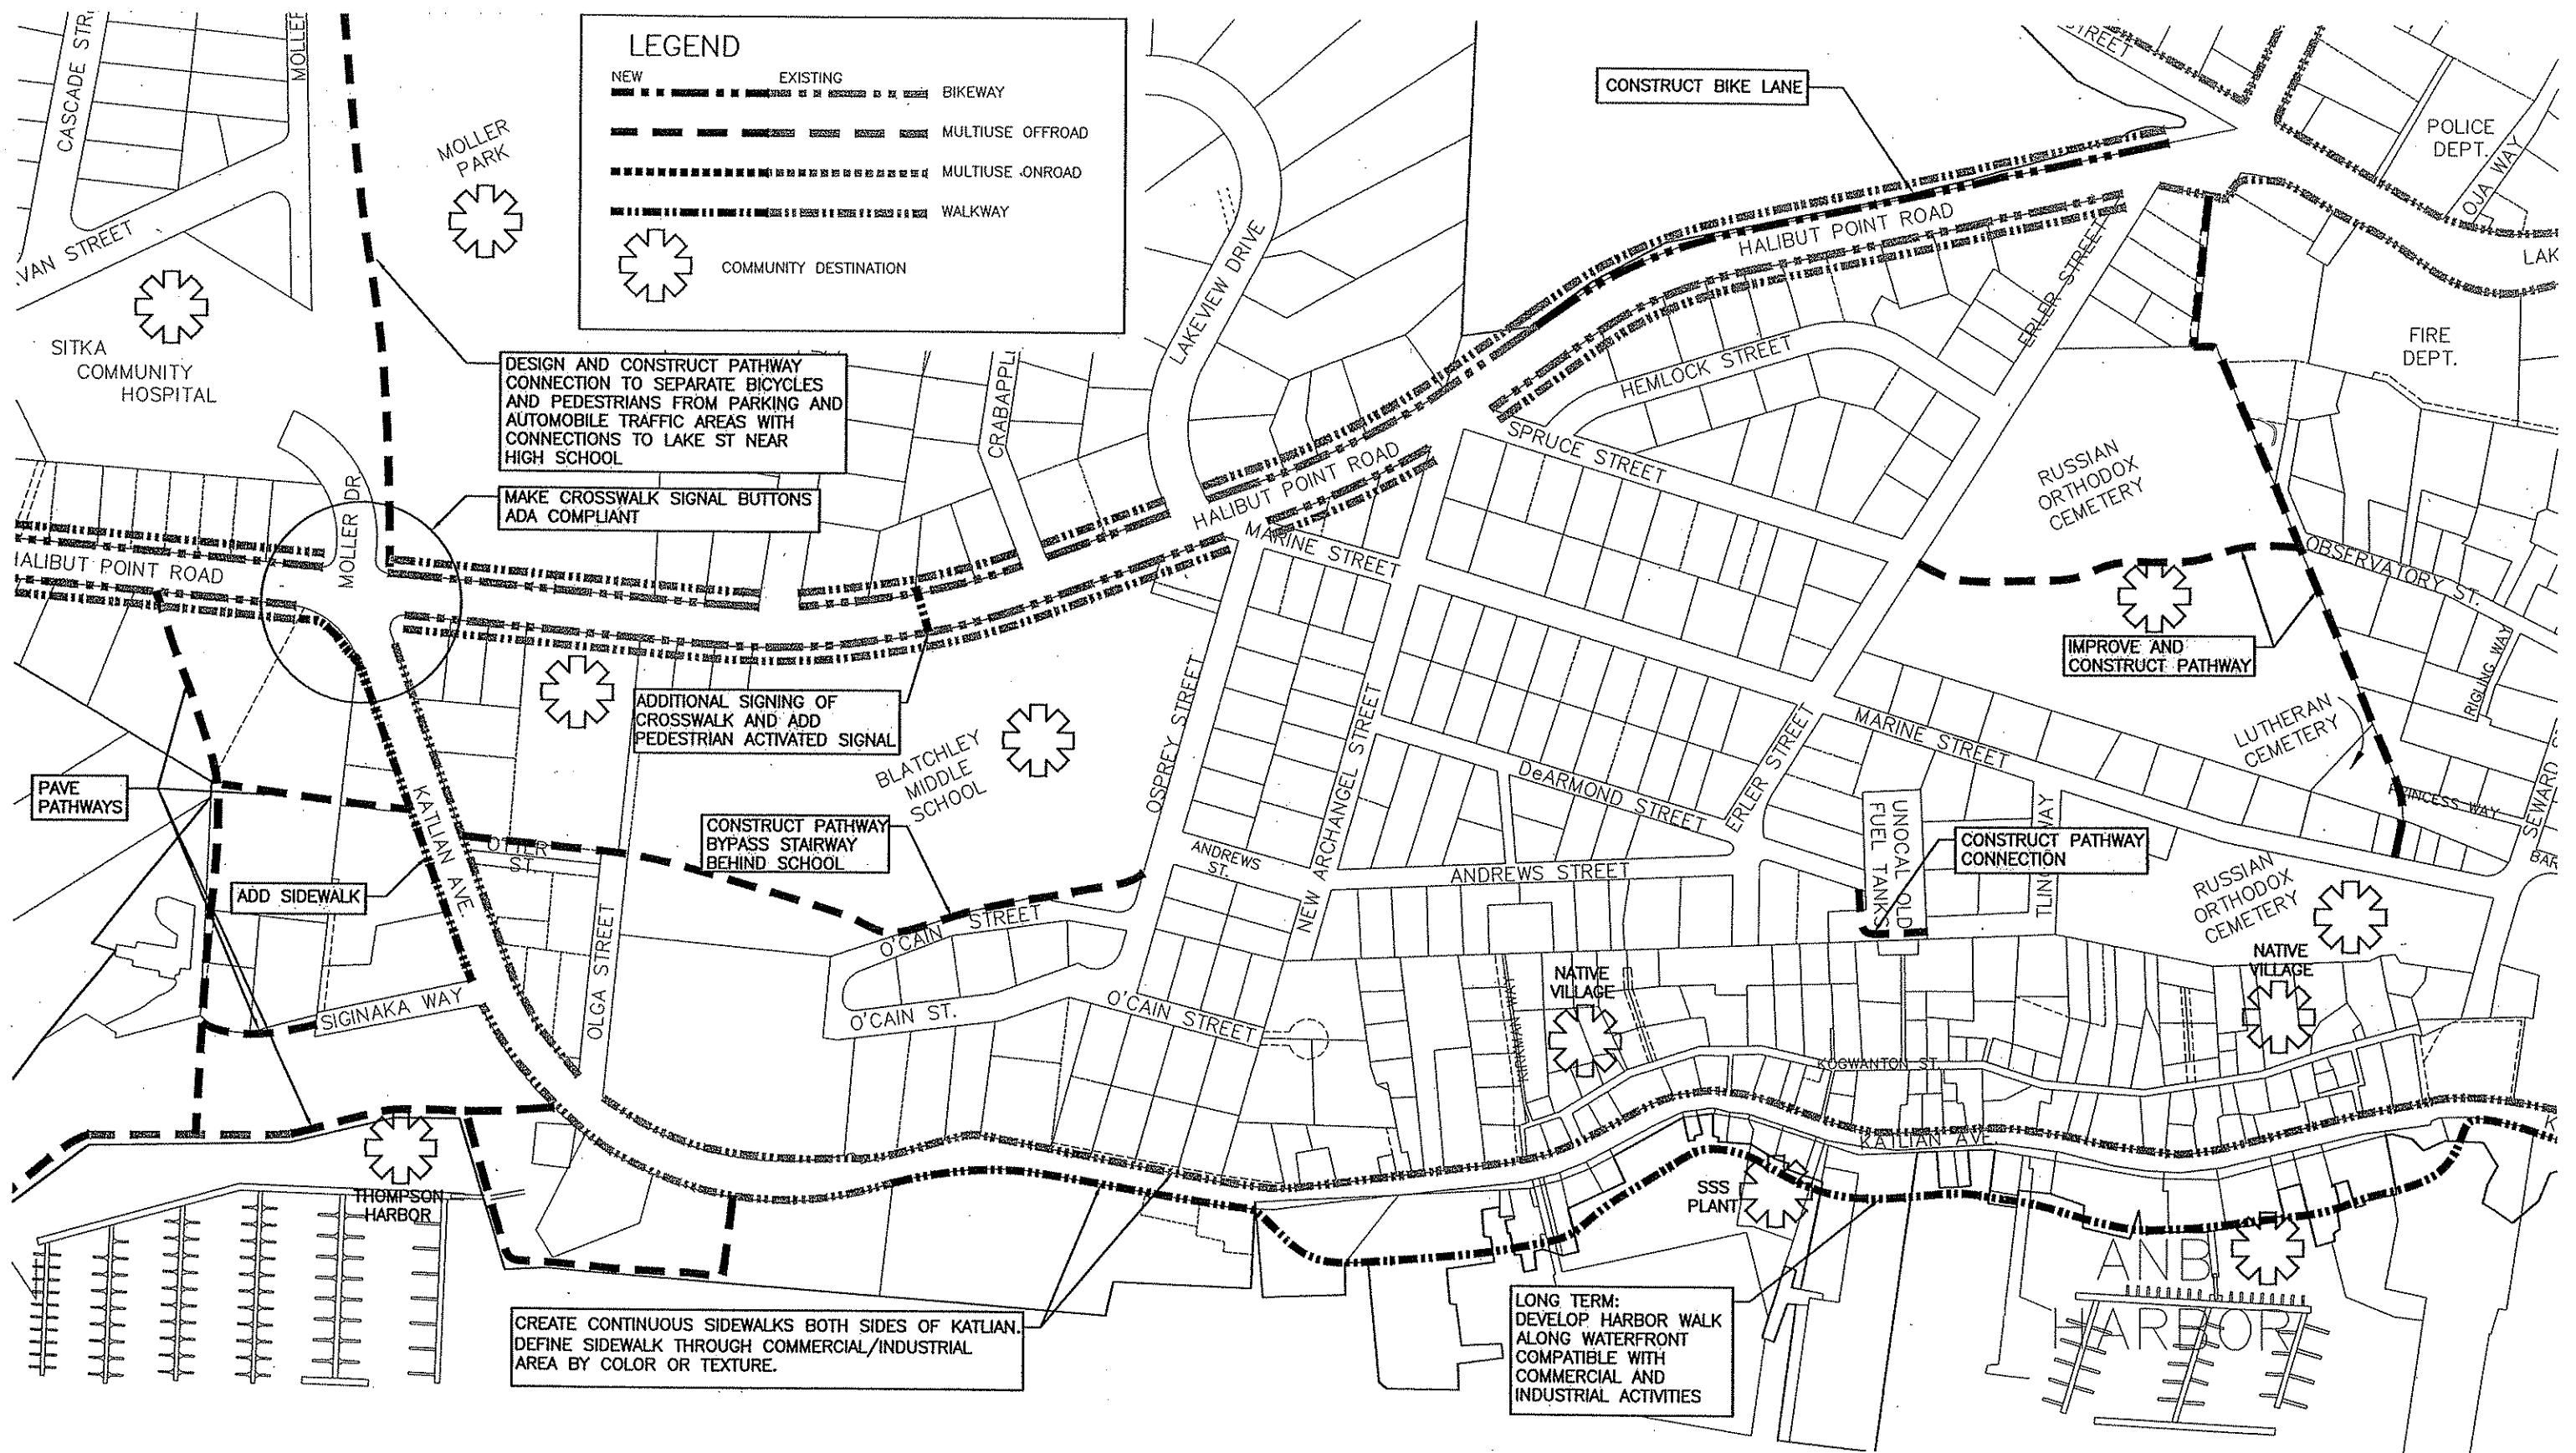 CASCADE STR
MOLLER
LEGEND
NEW
EXISTING
BIKEWAY
MULTIUSE OFFROAD
MULTIUSE ONROAD
WALKWAY
COMMUNITY DESTINATION
MOLLER
PARK
CONSTRUCT BIKE LANE
STREET
POLICE
DEPT.
OJA WAY
LAK
FIRE
DEPT.
VAN STREET
SITKA
COMMUNITY
HOSPITAL
DESIGN AND CONSTRUCT PATHWAY
CONNECTION TO SEPARATE BICYCLES
AND PEDESTRIANS FROM PARKING AND
AUTOMOBILE TRAFFIC AREAS WITH
CONNECTIONS TO LAKE ST NEAR
HIGH SCHOOL
MAKE CROSSWALK SIGNAL BUTTONS
ADA COMPLIANT
CRABAPPL
LAKEVIEW DRIVE
HALIBUT POINT ROAD
ERLER STREET
HEMLOCK STREET
SPRUCE STREET
HALIBUT POINT ROAD
MARINE STREET
RUSSIAN
ORTHODOX
CEMETERY
OBSERVATORY ST.
MOLLER DR
HALIBUT POINT ROAD
ADDITIONAL SIGNING OF
CROSSWALK AND ADD
PEDESTRIAN ACTIVATED SIGNAL
IMPROVE AND
CONSTRUCT PATHWAY
RIGLING WAY
LUTHERAN
CEMETERY
PRINCESS WAY
SEWARD S
BAR
PAVE
PATHWAYS
KATLIAN AVE.
BLATCHLEY
MIDDLE
SCHOOL
OSPREY STREET
NEW ARCHANGEL STREET
DeARMOND STREET
ERLER STREET
MARINE STREET
UNOCAL OLD
FUEL TANKS
CONSTRUCT PATHWAY
CONNECTION
CONSTRUCT PATHWAY
BYPASS STAIRWAY
BEHIND SCHOOL
OTTER
ST.
ADD SIDEWALK
ANDREWS
ST.
ANDREWS STREET
RUSSIAN
ORTHODOX
CEMETERY
O'CAIN STREET
OLGA STREET
SIGINAKA WAY
O'CAIN ST.
O'CAIN STREET
NATIVE
VILLAGE
NATIVE
VILLAGE
KOGWANTON ST.
KATLIAN AVE.
K
THOMPSON
HARBOR
SSS
PLANT
ANB
HARBOR
CREATE CONTINUOUS SIDEWALKS BOTH SIDES OF KATLIAN.
DEFINE SIDEWALK THROUGH COMMERCIAL/INDUSTRIAL
AREA BY COLOR OR TEXTURE.
LONG TERM:
DEVELOP HARBOR WALK
ALONG WATERFRONT
COMPATIBLE WITH
COMMERCIAL AND
INDUSTRIAL ACTIVITIES